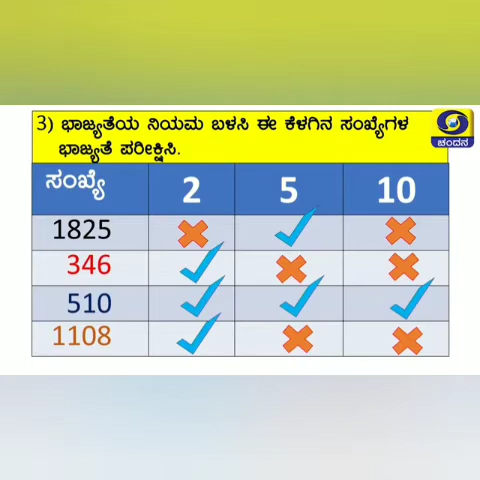 3) ಭಾಜ್ಯತೆಯ ನಿಯಮ ಬಳಸಿ ಈ ಕೆಳಗಿನ ಸಂಖ್ಯೆಗಳ
ಭಾಜ್ಯತೆ ಪರೀಕ್ಷಿಸಿ.
ಚಂದನ
ಸಂಖ್ಯೆ 2 5 10
1825
346
510
1108